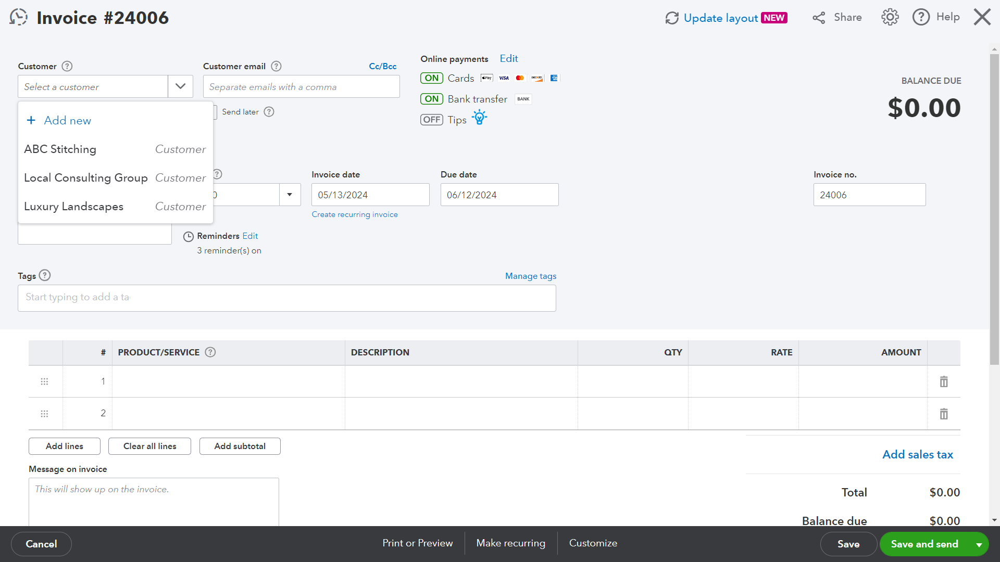 Invoice #24006
Update layout NEW
Share
Help
Customer
Customer email
Cc/Bcc
Online payments Edit
Select a customer
Separate emails with a comma
ON Cards Pay VISA DISCOVER
BALANCE DUE
$0.00
ON Bank transfer BANK
Send later
OFF Tips
+ Add new
ABC Stitching Customer
Local Consulting Group Customer
Luxury Landscapes Customer
Invoice date
Due date
Invoice no.
0
05/13/2024
06/12/2024
24006
Create recurring invoice
Reminders Edit
3 reminder(s) on
Tags
Manage tags
Start typing to add a ta
# PRODUCT/SERVICE DESCRIPTION QTY RATE AMOUNT
1
2
Add lines
Clear all lines
Add subtotal
Add sales tax
Message on invoice
This will show up on the invoice.
Total $0.00
Balance due $0.00
Cancel
Print or Preview
Make recurring
Customize
Save
Save and send